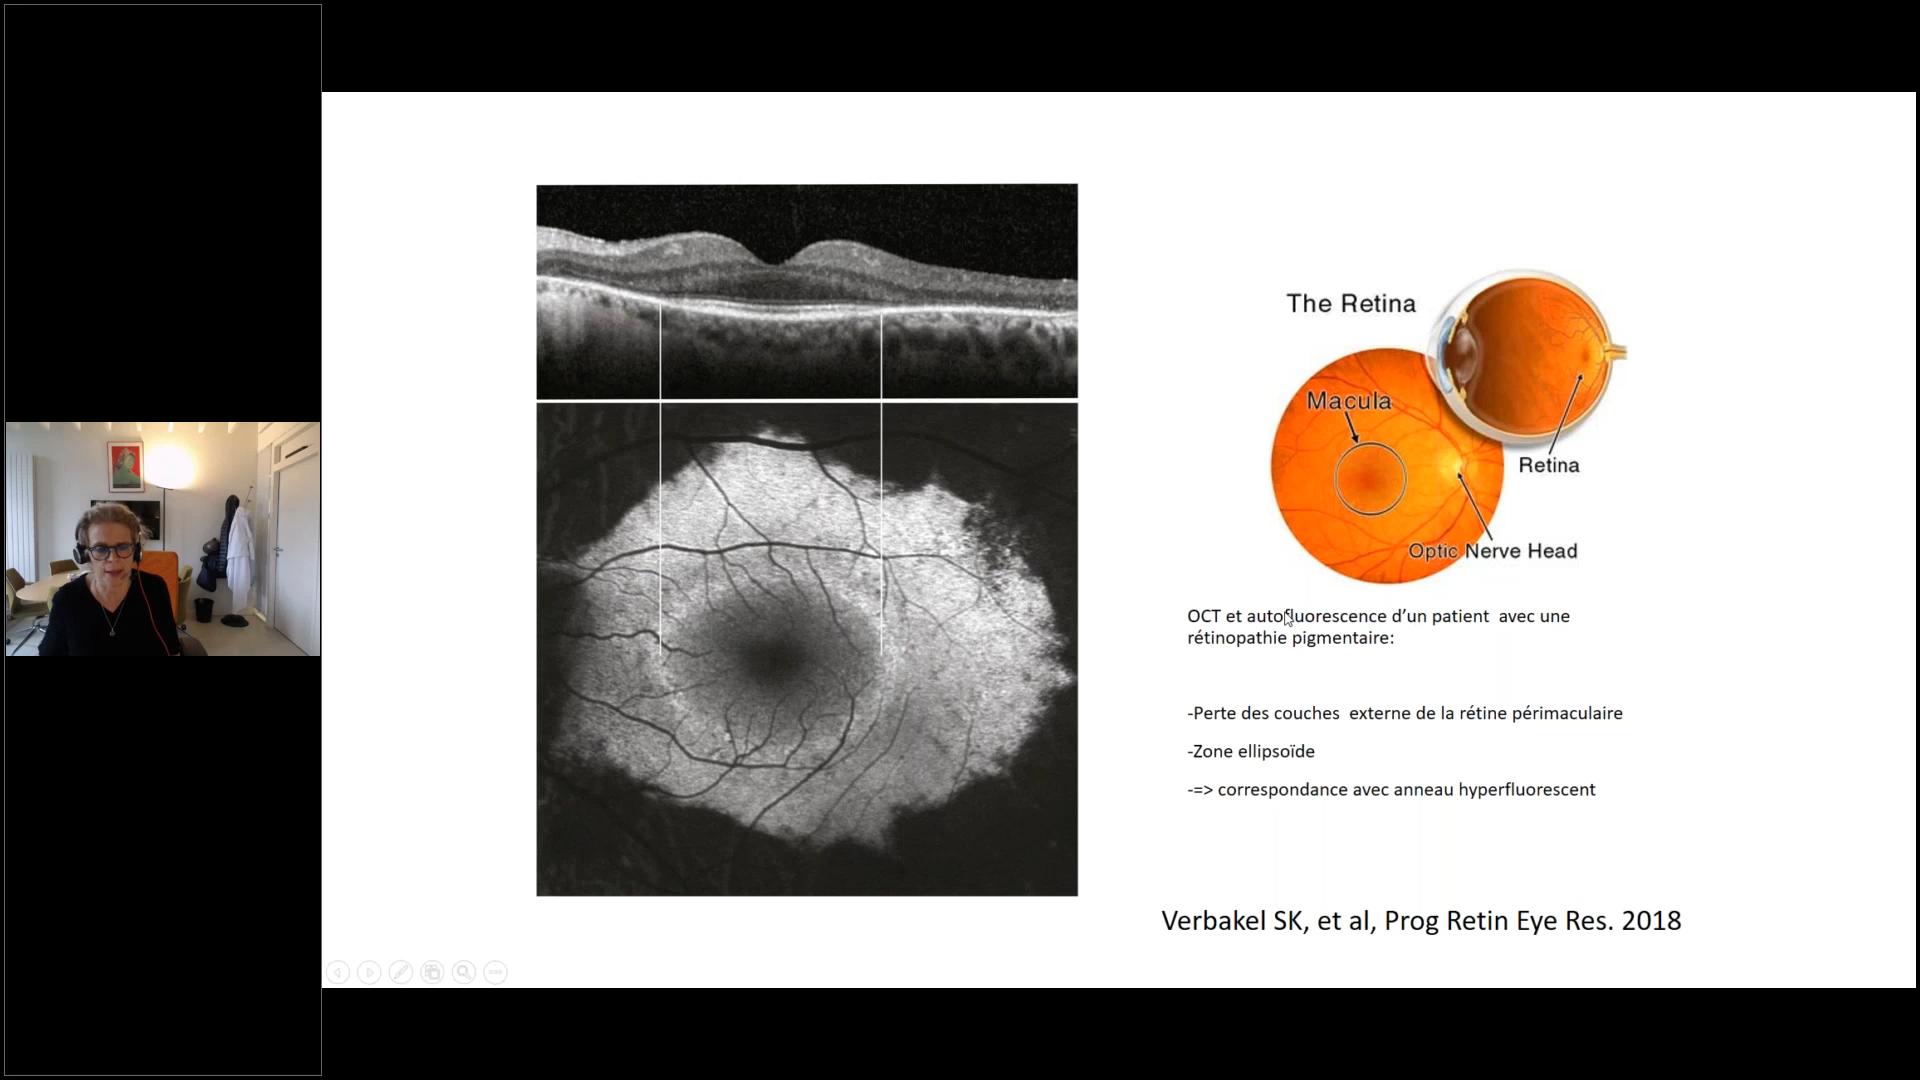 The Retina
Macula
Retina
Optic Nerve Head
OCT et autofluorescence d’un patient  avec une
rétinopathie pigmentaire:
-Perte des couches  externe de la rétine périmaculaire
-Zone ellipsoïde
-=> correspondance avec anneau hyperfluorescent
Verbakel SK, et al, Prog Retin Eye Res. 2018